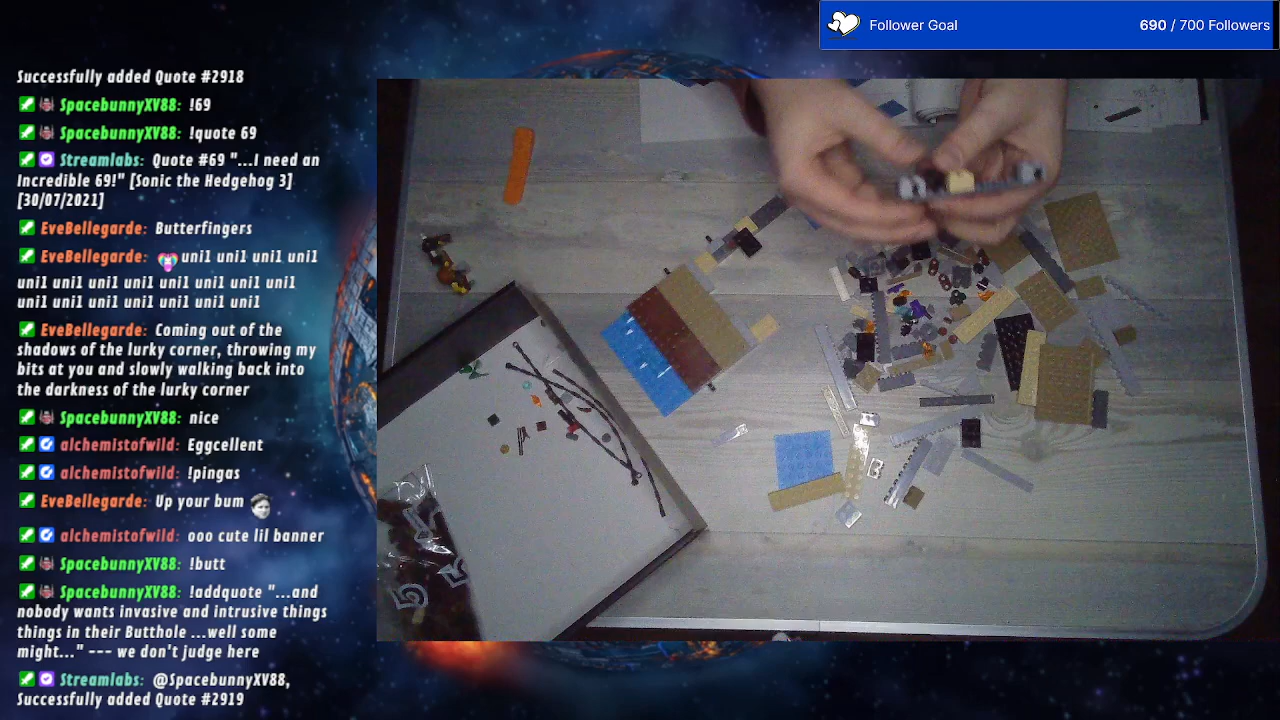 Follower Goal
690 / 700 Followers
Successfully added Quote #2918
SpacebunnyXV88: !69
SpacebunnyXV88: !quote 69
Streamlabs: Quote #69 "...I need an
Incredible 69!" [Sonic the Hedgehog 3]
[30/07/2021]
EveBellegarde: Butterfingers
EveBellegarde: uni1 uni1 uni1 uni1
uni1 uni1 uni1 uni1 uni1 uni1 uni1
uni1 uni1 uni1 uni1 uni1 uni1
EveBellegarde: Coming out of the
shadows of the lurky corner, throwing my
bits at you and slowly walking back into
the darkness of the lurky corner
SpacebunnyXV88: nice
alchemistofwild: Eggcellent
alchemistofwild: !pingas
EveBellegarde: Up your bum
alchemistofwild: ooo cute lil banner
SpacebunnyXV88: !butt
SpacebunnyXV88: !addquote "...and
nobody wants invasive and intrusive things
things in their Butthole ...well some
might..." --- we don't judge here
Streamlabs: @SpacebunnyXV88,
Successfully added Quote #2919
5